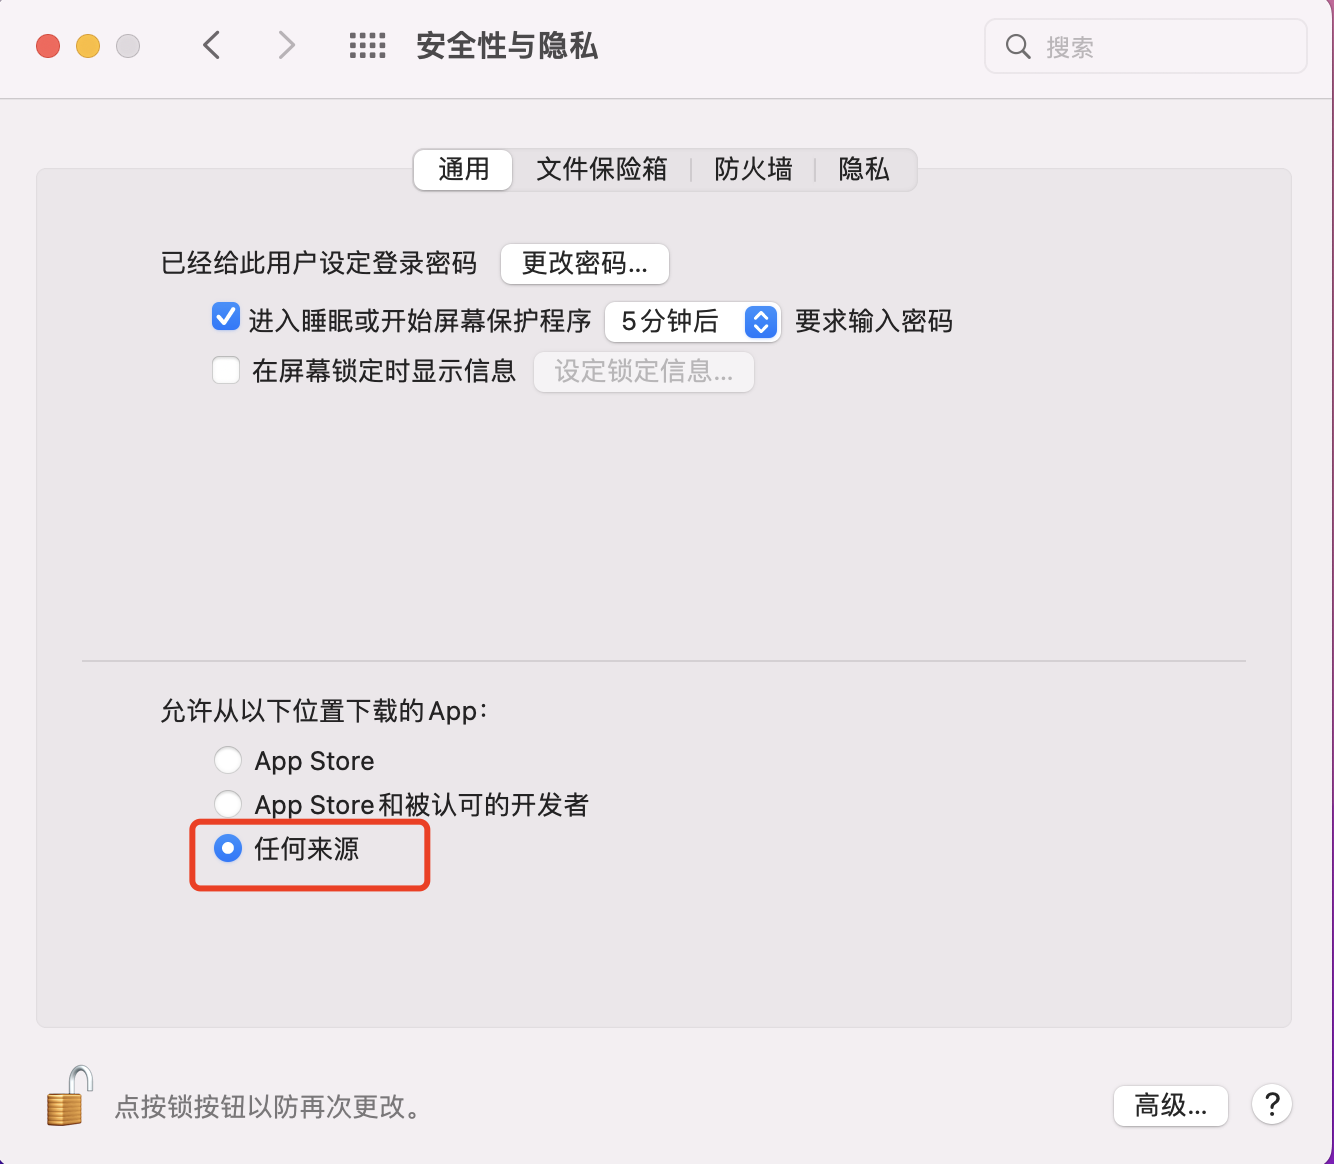 安全性与隐私
搜索
通用 文件保险箱 防火墙 隐私
已经给此用户设定登录密码 更改密码...
进入睡眠或开始屏幕保护程序 5分钟后 要求输入密码
在屏幕锁定时显示信息 设定锁定信息...
允许从以下位置下载的App：
App Store
App Store和被认可的开发者
任何来源
点按锁按钮以防再次更改。
高级... ?